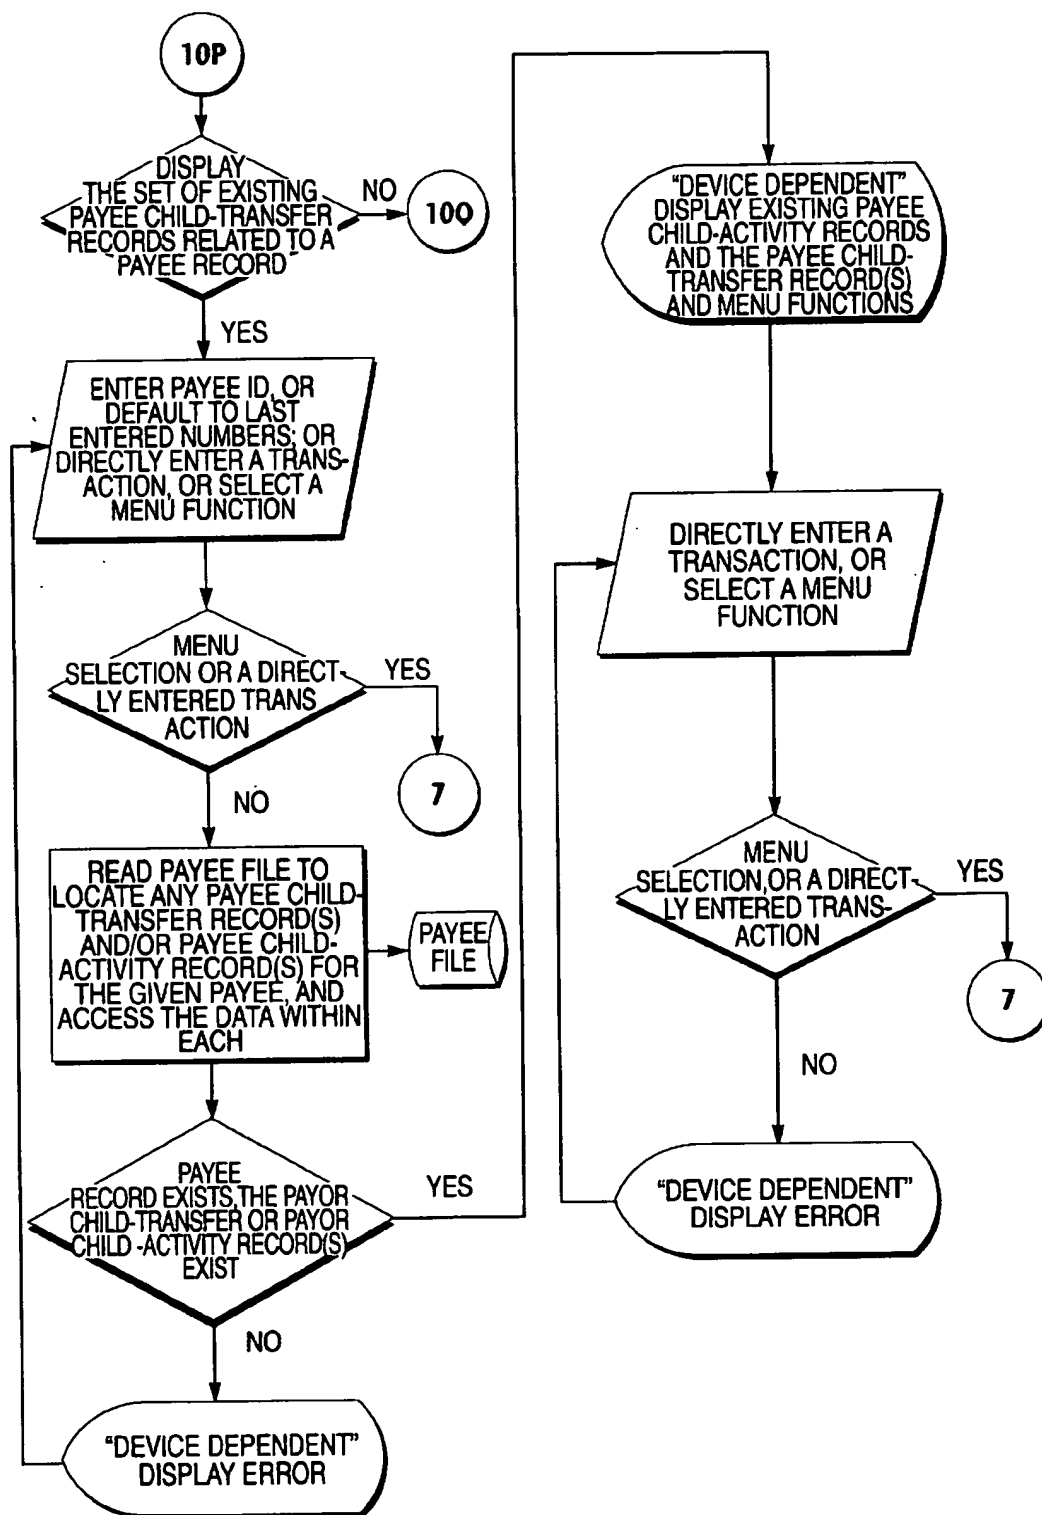 10P
DISPLAY
THE SET OF EXISTING
PAYEE CHILD-TRANSFER
RECORDS RELATED TO A
PAYEE RECORD
NO
10Q
YES
ENTER PAYEE ID, OR
DEFAULT TO LAST
ENTERED NUMBERS; OR
DIRECTLY ENTER A TRANS-
ACTION, OR SELECT A
MENU FUNCTION
MENU
SELECTION OR A DIRECT-
LY ENTERED TRANS
ACTION
YES
7
NO
READ PAYEE FILE TO
LOCATE ANY PAYEE CHILD-
TRANSFER RECORD(S)
AND/OR PAYEE CHILD-
ACTIVITY RECORD(S) FOR
THE GIVEN PAYEE, AND
ACCESS THE DATA WITHIN
EACH
PAYEE
FILE
PAYEE
RECORD EXISTS, THE PAYOR
CHILD-TRANSFER OR PAYOR
CHILD -ACTIVITY RECORD(S)
EXIST
YES
NO
"DEVICE DEPENDENT"
DISPLAY ERROR
"DEVICE DEPENDENT"
DISPLAY EXISTING PAYEE
CHILD-ACTIVITY RECORDS
AND THE PAYEE CHILD-
TRANSFER RECORD(S)
AND MENU FUNCTIONS
DIRECTLY ENTER A
TRANSACTION, OR
SELECT A MENU
FUNCTION
MENU
SELECTION, OR A DIRECT-
LY ENTERED TRANS-
ACTION
YES
7
NO
"DEVICE DEPENDENT"
DISPLAY ERROR